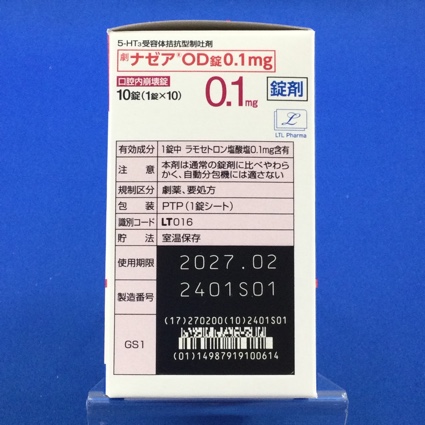 5-HT₃受容体拮抗型制吐剤
劇 ナゼア®OD錠0.1mg
口腔内崩壊錠
10錠(1錠×10)
0.1mg
錠剤
LTL Pharma
有効成分 1錠中 ラモセトロン塩酸塩0.1mg含有
注意 本剤は通常の錠剤に比べやわら
かく、自動分包機には適さない
規制区分 劇薬、要処方
包装 PTP(1錠シート)
識別コード LT016
貯法 室温保存
使用期限 2027.02
製造番号 2401S01
GS1
(17)270200(10)2401S01
(01)14987919100614